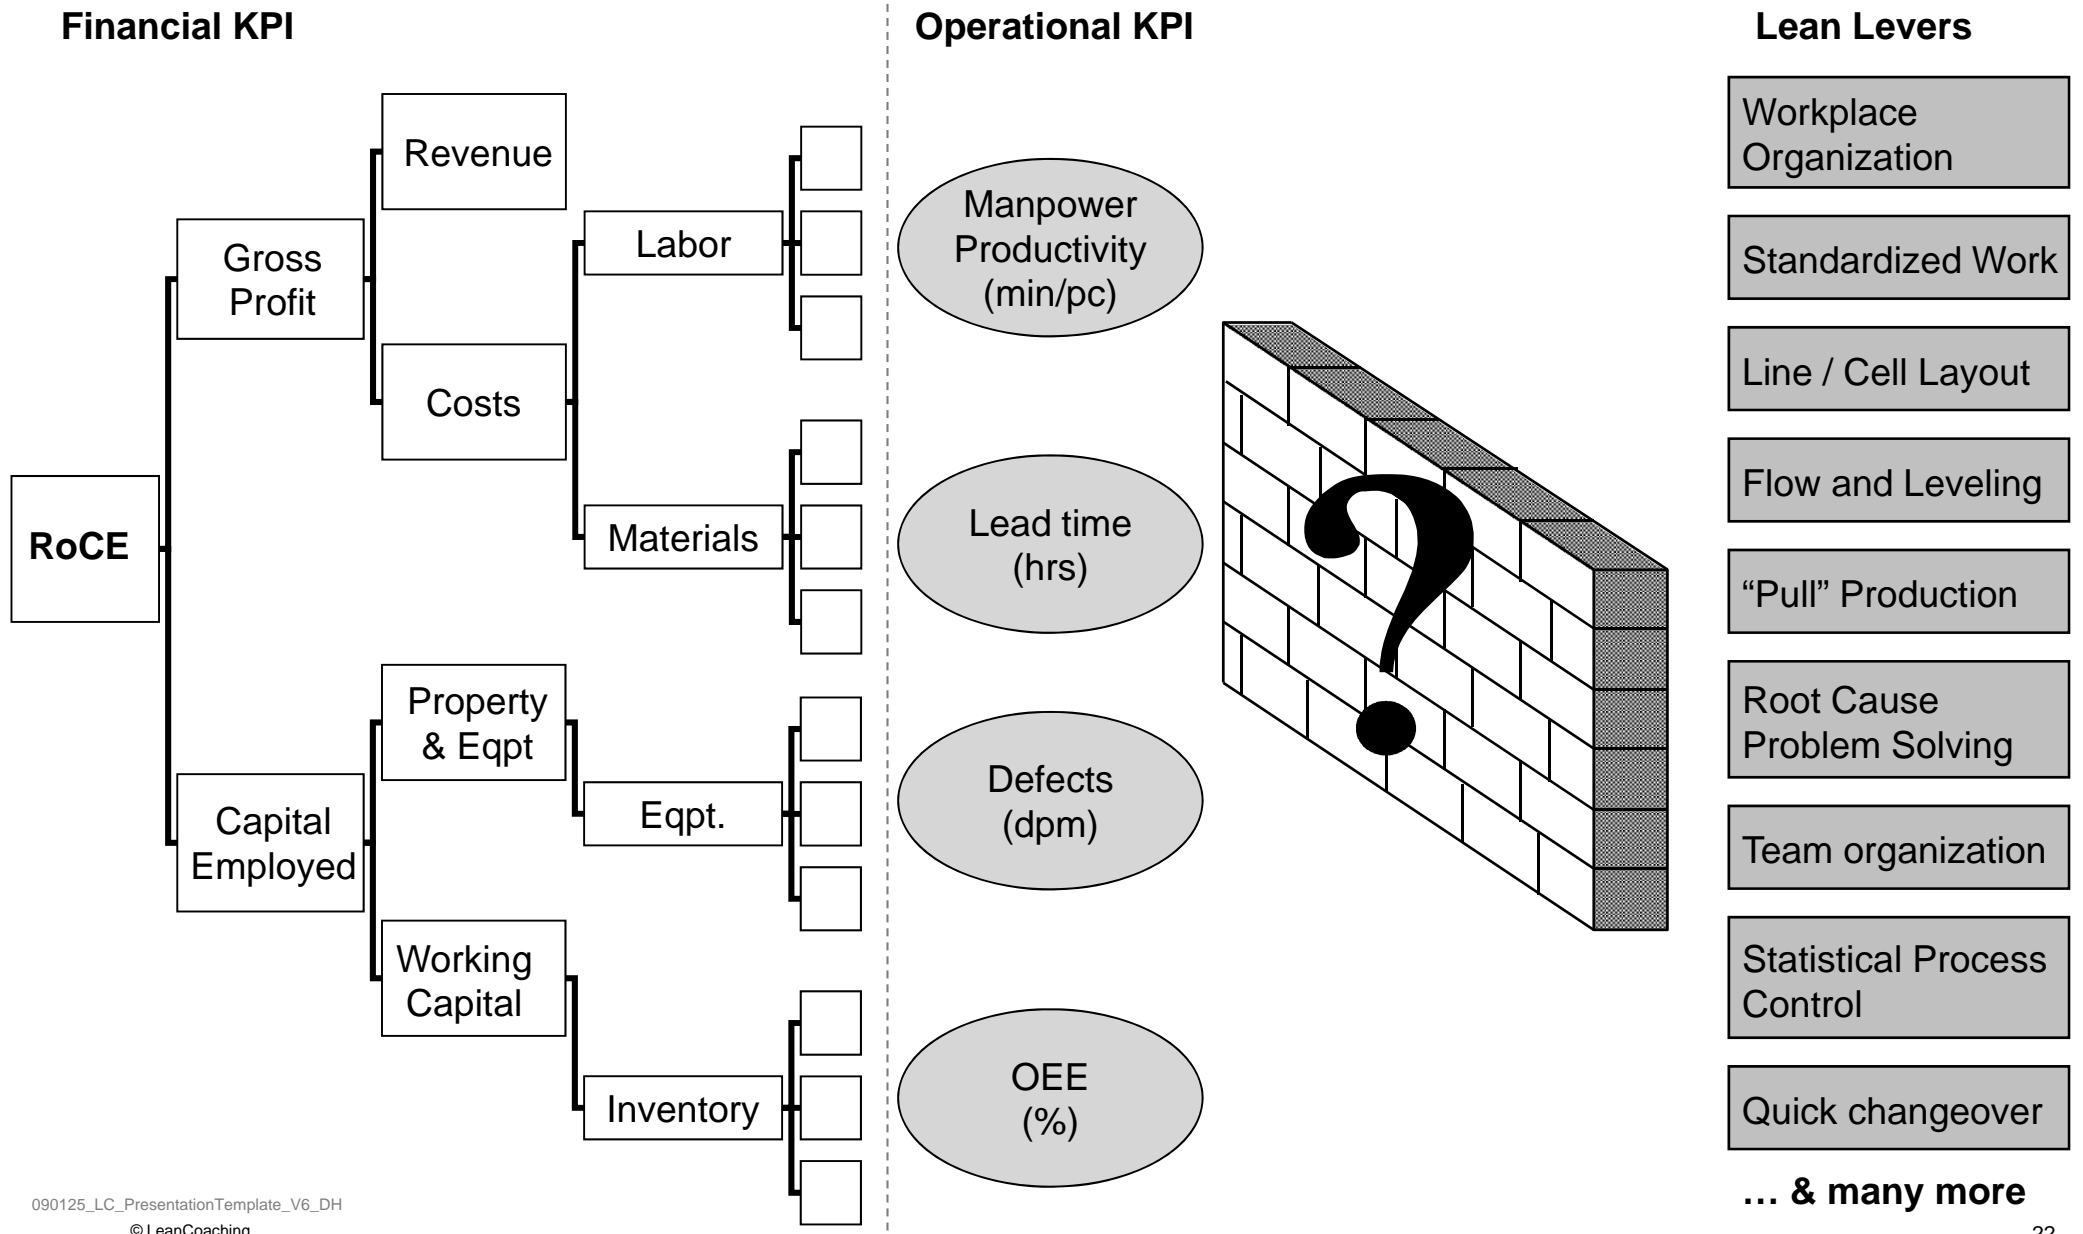 Financial KPI
Operational KPI
Lean Levers
RoCE
Gross
Profit
Capital
Employed
Revenue
Costs
Property
& Eqpt
Working
Capital
Labor
Materials
Eqpt.
Inventory
Manpower
Productivity
(min/pc)
Lead time
(hrs)
Defects
(dpm)
OEE
(%)
?
Workplace
Organization
Standardized Work
Line / Cell Layout
Flow and Leveling
“Pull” Production
Root Cause
Problem Solving
Team organization
Statistical Process
Control
Quick changeover
… & many more
090125_LC_PresentationTemplate_V6_DH
© LeanCoaching
22